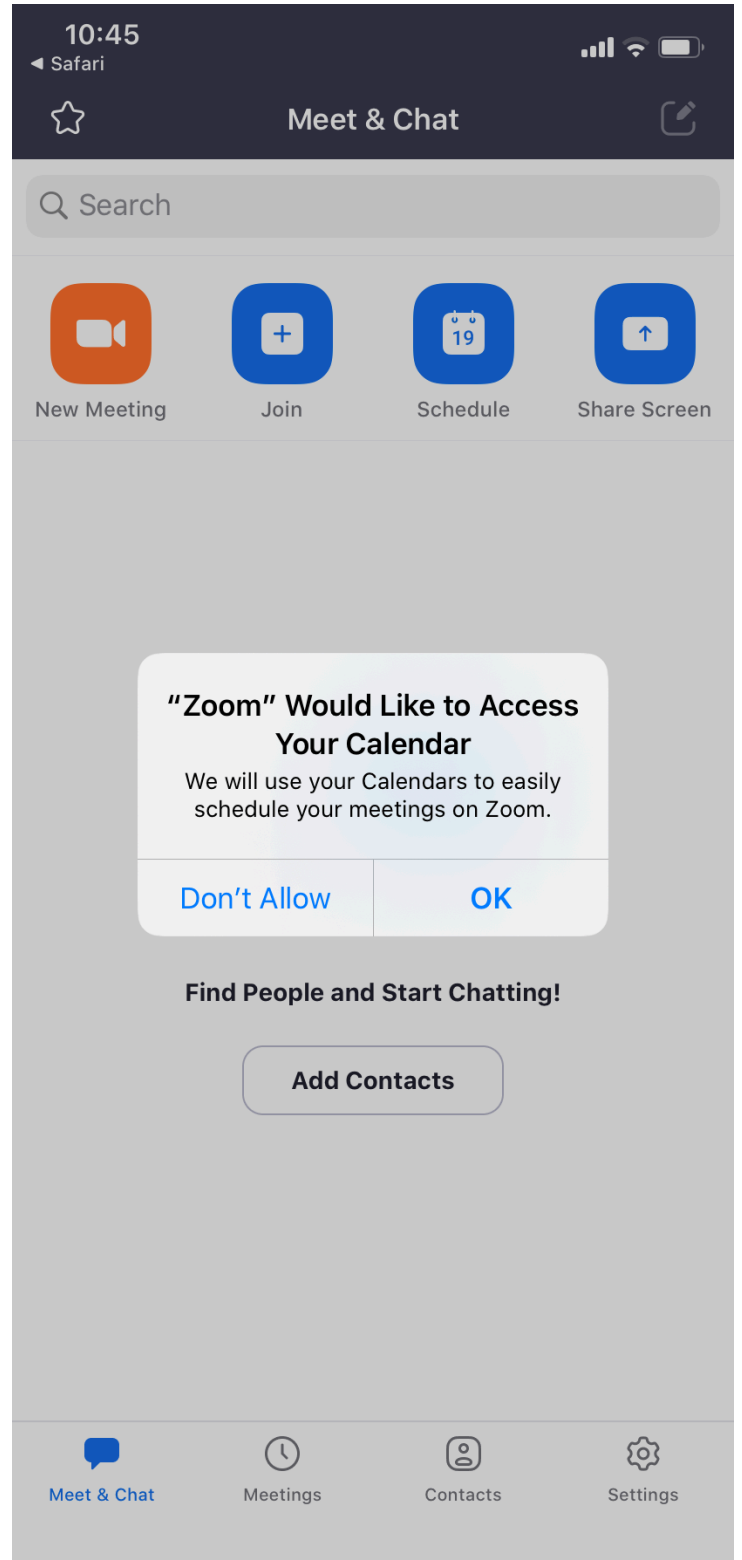 10:45
◀ Safari
Meet & Chat
Search
19
New Meeting
Join
Schedule
Share Screen
“Zoom” Would Like to Access
Your Calendar
We will use your Calendars to easily
schedule your meetings on Zoom.
Don’t Allow
OK
Find People and Start Chatting!
Add Contacts
Meet & Chat
Meetings
Contacts
Settings